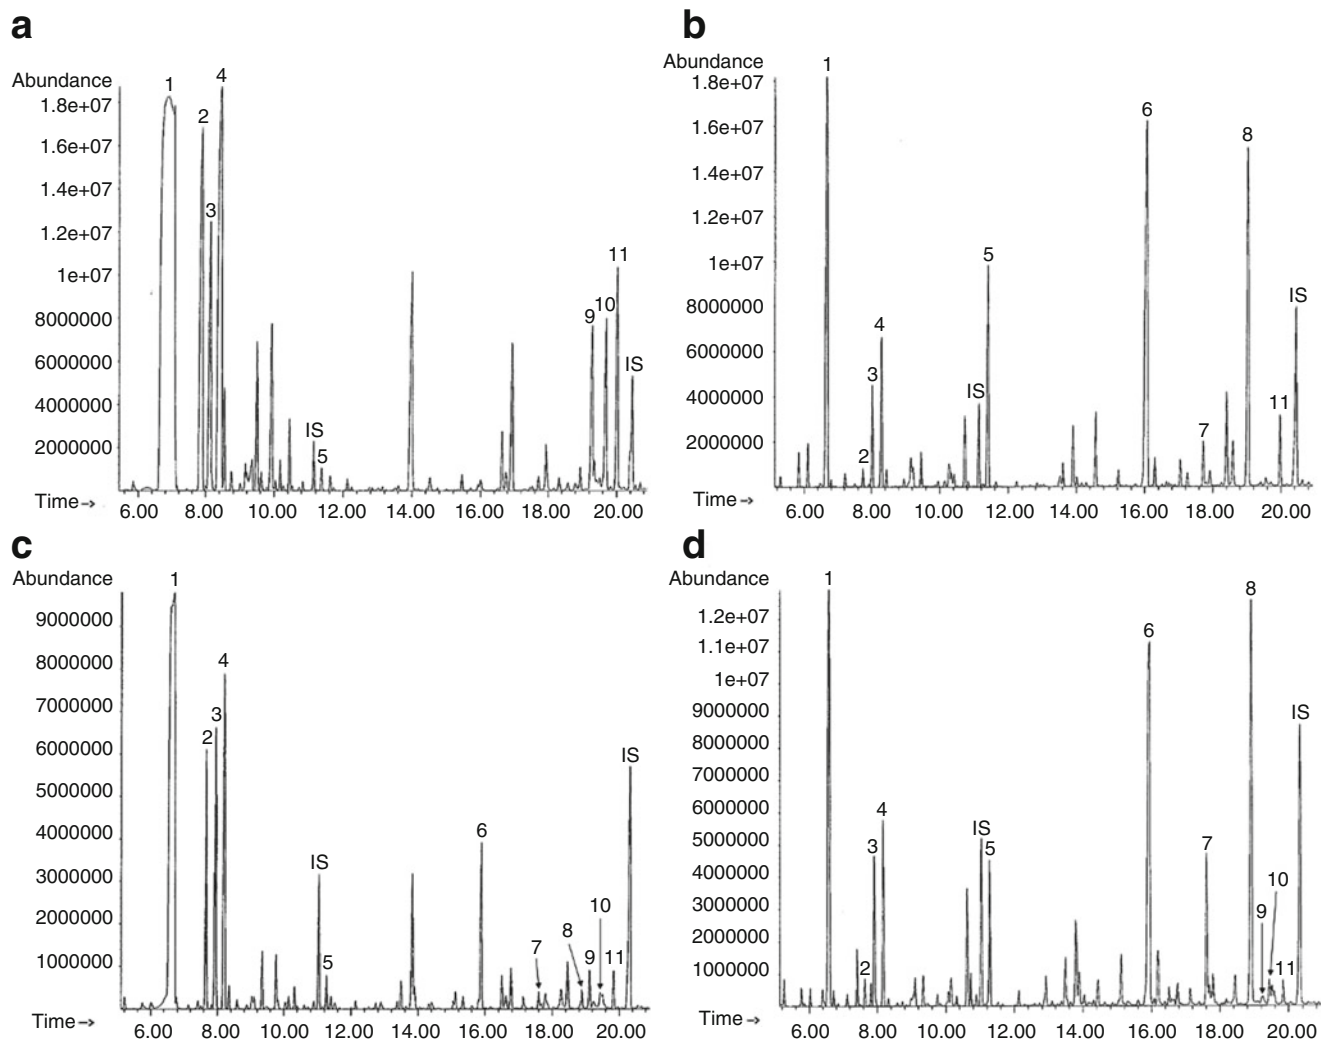 a
Abundance
1.8e+07
1.6e+07
1.4e+07
1.2e+07
1e+07
8000000
6000000
4000000
2000000
Time→
6.00 8.00 10.00 12.00 14.00 16.00 18.00 20.00
1
2
3
4
IS
5
9
10
11
IS
b
Abundance
1.8e+07
1.6e+07
1.4e+07
1.2e+07
1e+07
8000000
6000000
4000000
2000000
Time→
6.00 8.00 10.00 12.00 14.00 16.00 18.00 20.00
1
2
3
4
IS
5
6
7
8
11
IS
c
Abundance
9000000
8000000
7000000
6000000
5000000
4000000
3000000
2000000
1000000
Time→
6.00 8.00 10.00 12.00 14.00 16.00 18.00 20.00
1
2
3
4
IS
5
6
7
8
9
10
11
IS
d
Abundance
1.2e+07
1.1e+07
1e+07
9000000
8000000
7000000
6000000
5000000
4000000
3000000
2000000
1000000
Time→
6.00 8.00 10.00 12.00 14.00 16.00 18.00 20.00
1
2
3
4
IS
5
6
7
8
9
10
11
IS